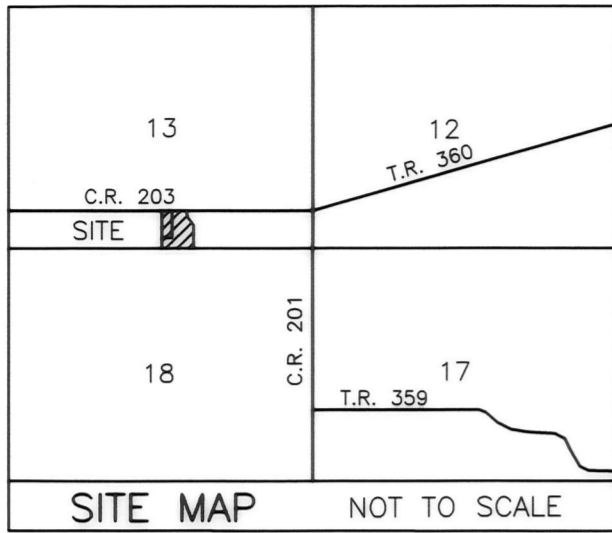 13
12
T.R. 360
C.R. 203
SITE
C.R. 201
18
17
T.R. 359
SITE MAP
NOT TO SCALE